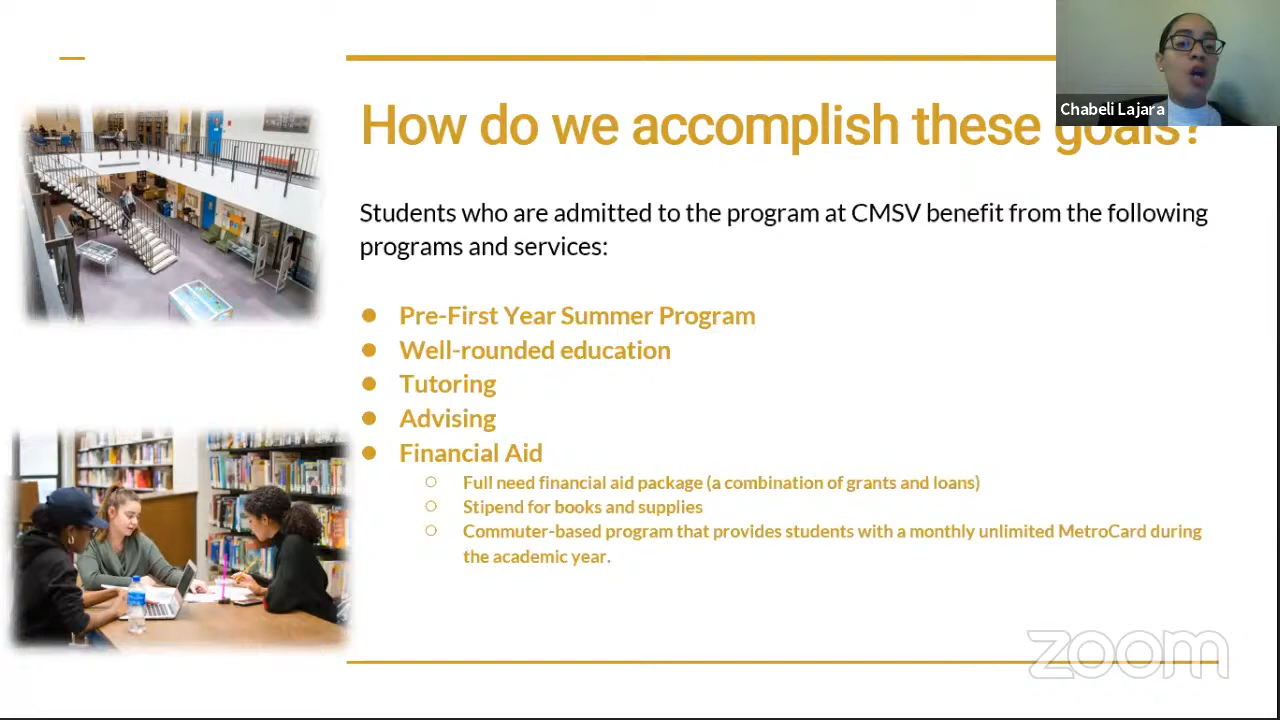 Chabeli Lajara
How do we accomplish these goals?
Students who are admitted to the program at CMSV benefit from the following
programs and services:
● Pre-First Year Summer Program
● Well-rounded education
● Tutoring
● Advising
● Financial Aid
○ Full need financial aid package (a combination of grants and loans)
○ Stipend for books and supplies
○ Commuter-based program that provides students with a monthly unlimited MetroCard during
the academic year.
zoom